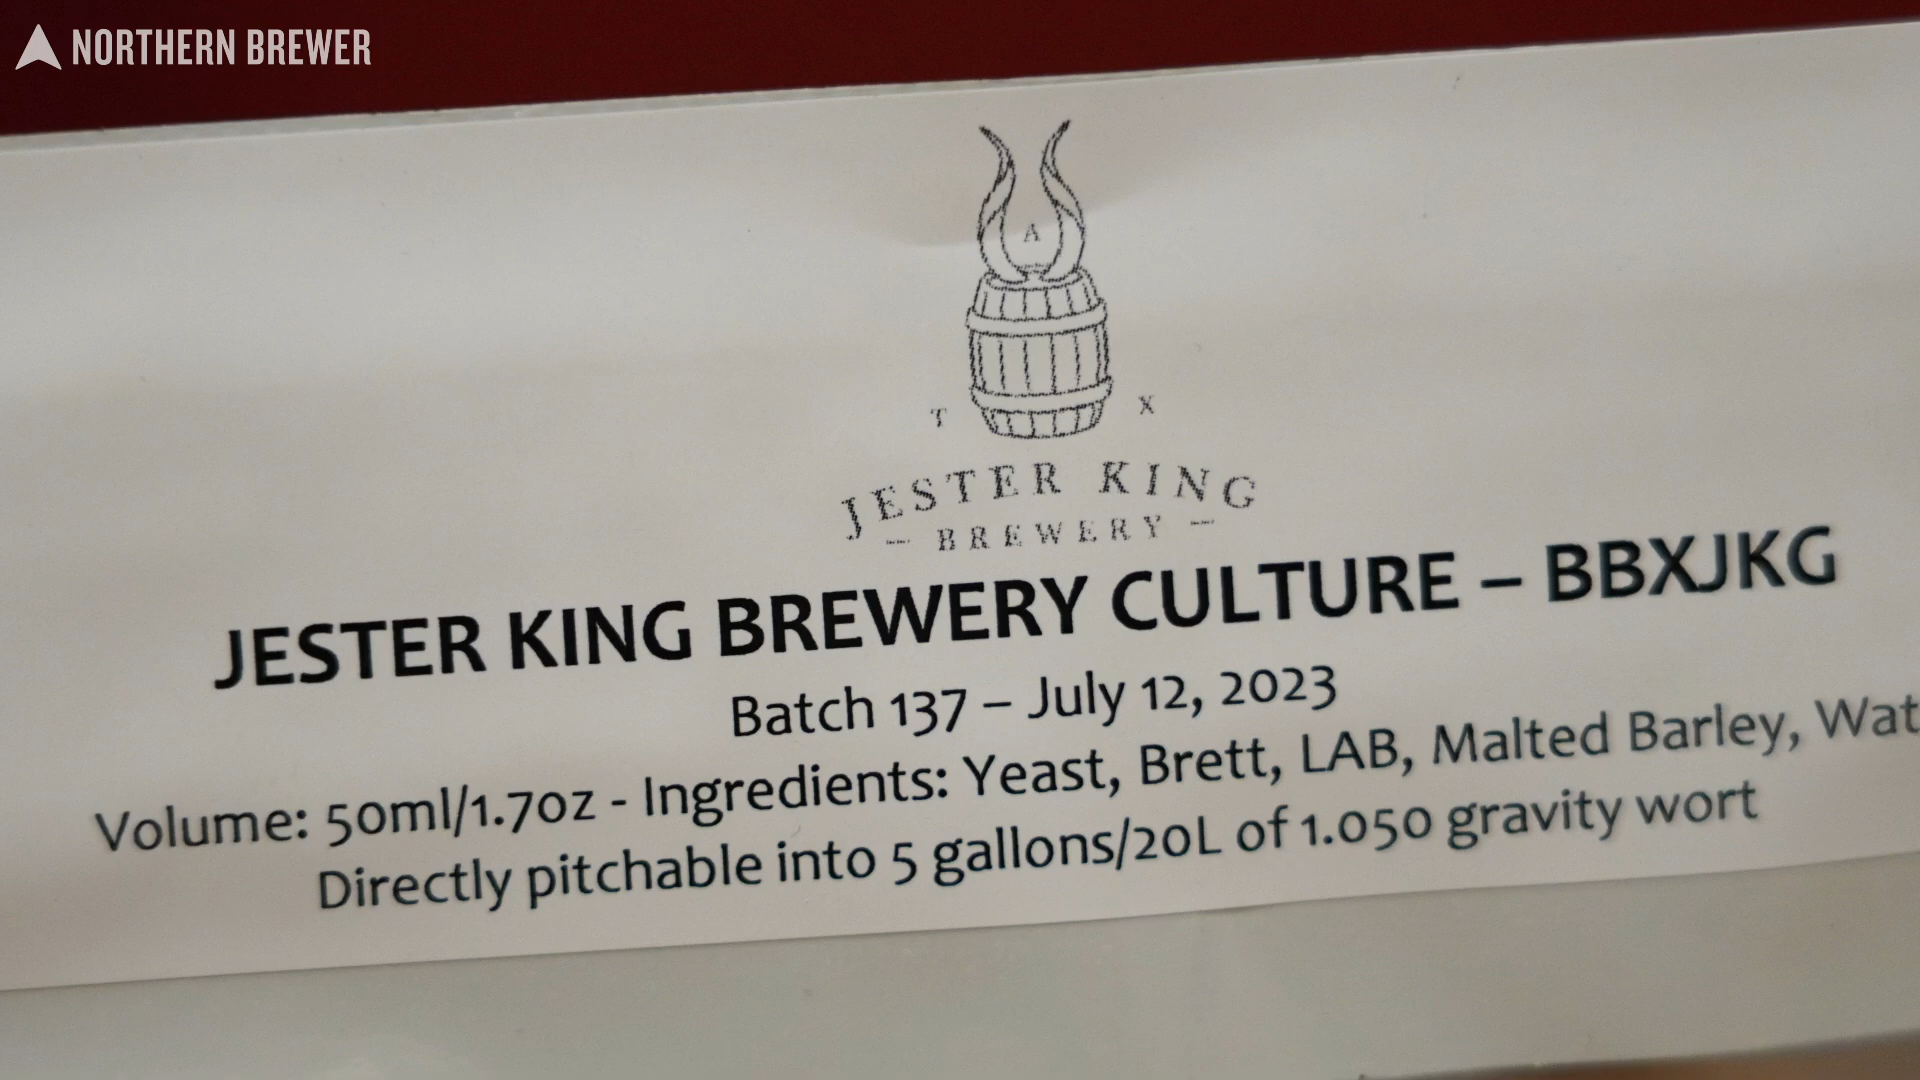 NORTHERN BREWER
A
T X
JESTER KING
— BREWERY —
JESTER KING BREWERY CULTURE – BBXJKG
Batch 137 – July 12, 2023
Volume: 50ml/1.7oz - Ingredients: Yeast, Brett, LAB, Malted Barley, Wat
Directly pitchable into 5 gallons/20L of 1.050 gravity wort